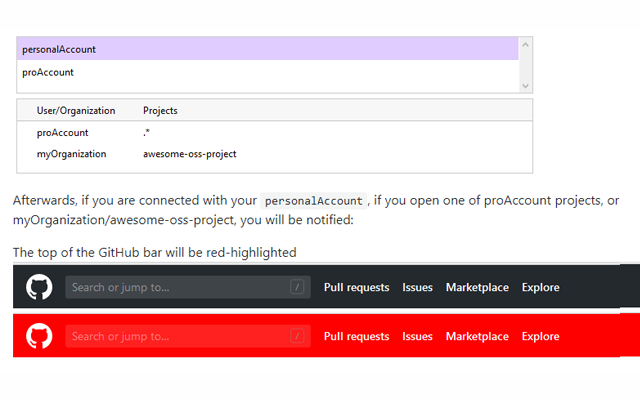 personalAccount
proAccount
User/Organization Projects
proAccount .*
myOrganization awesome-oss-project
Afterwards, if you are connected with your personalAccount, if you open one of proAccount projects, or
myOrganization/awesome-oss-project, you will be notified:
The top of the GitHub bar will be red-highlighted
Search or jump to... / Pull requests Issues Marketplace Explore
Search or jump to... / Pull requests Issues Marketplace Explore